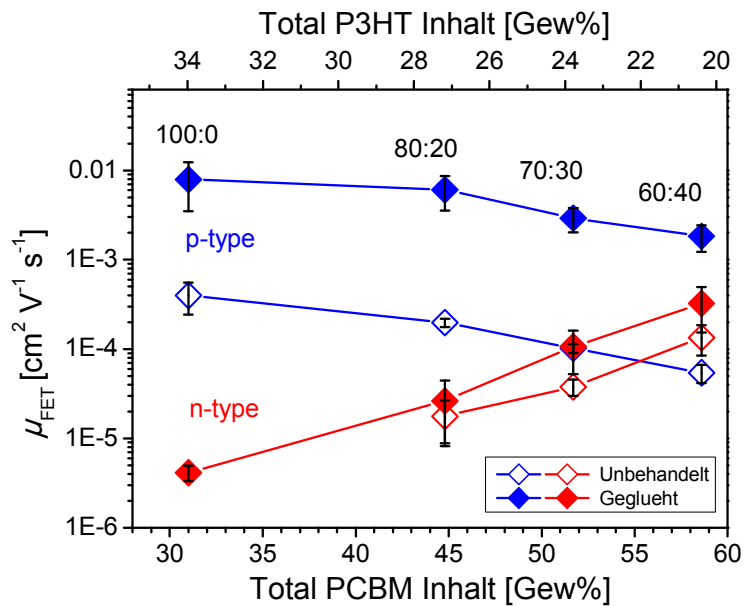 Total P3HT Inhalt [Gew%]
34 32 30 28 26 24 22 20
100:0
80:20
70:30
60:40
0.01
p-type
1E-3
1E-4
n-type
1E-5
1E-6
μFET [cm² V⁻¹ s⁻¹]
Unbehandelt
Geglueht
30 35 40 45 50 55 60
Total PCBM Inhalt [Gew%]